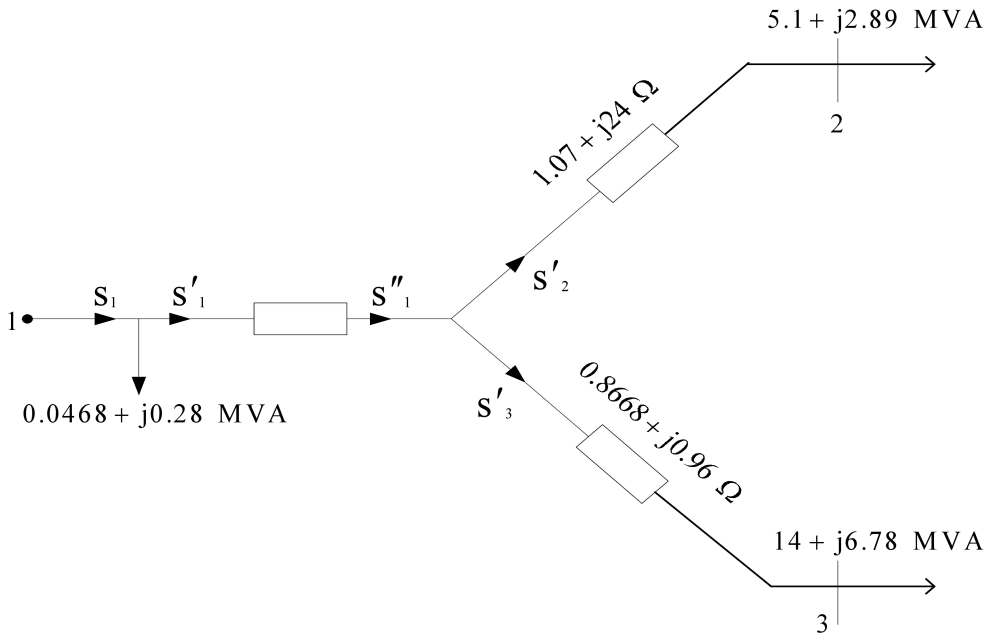 5.1 + j2.89 MVA
2
1.07 + j24 Ω
s′₂
1
s₁
s′₁
s″₁
0.0468 + j0.28 MVA
s′₃
0.8668 + j0.96 Ω
14 + j6.78 MVA
3